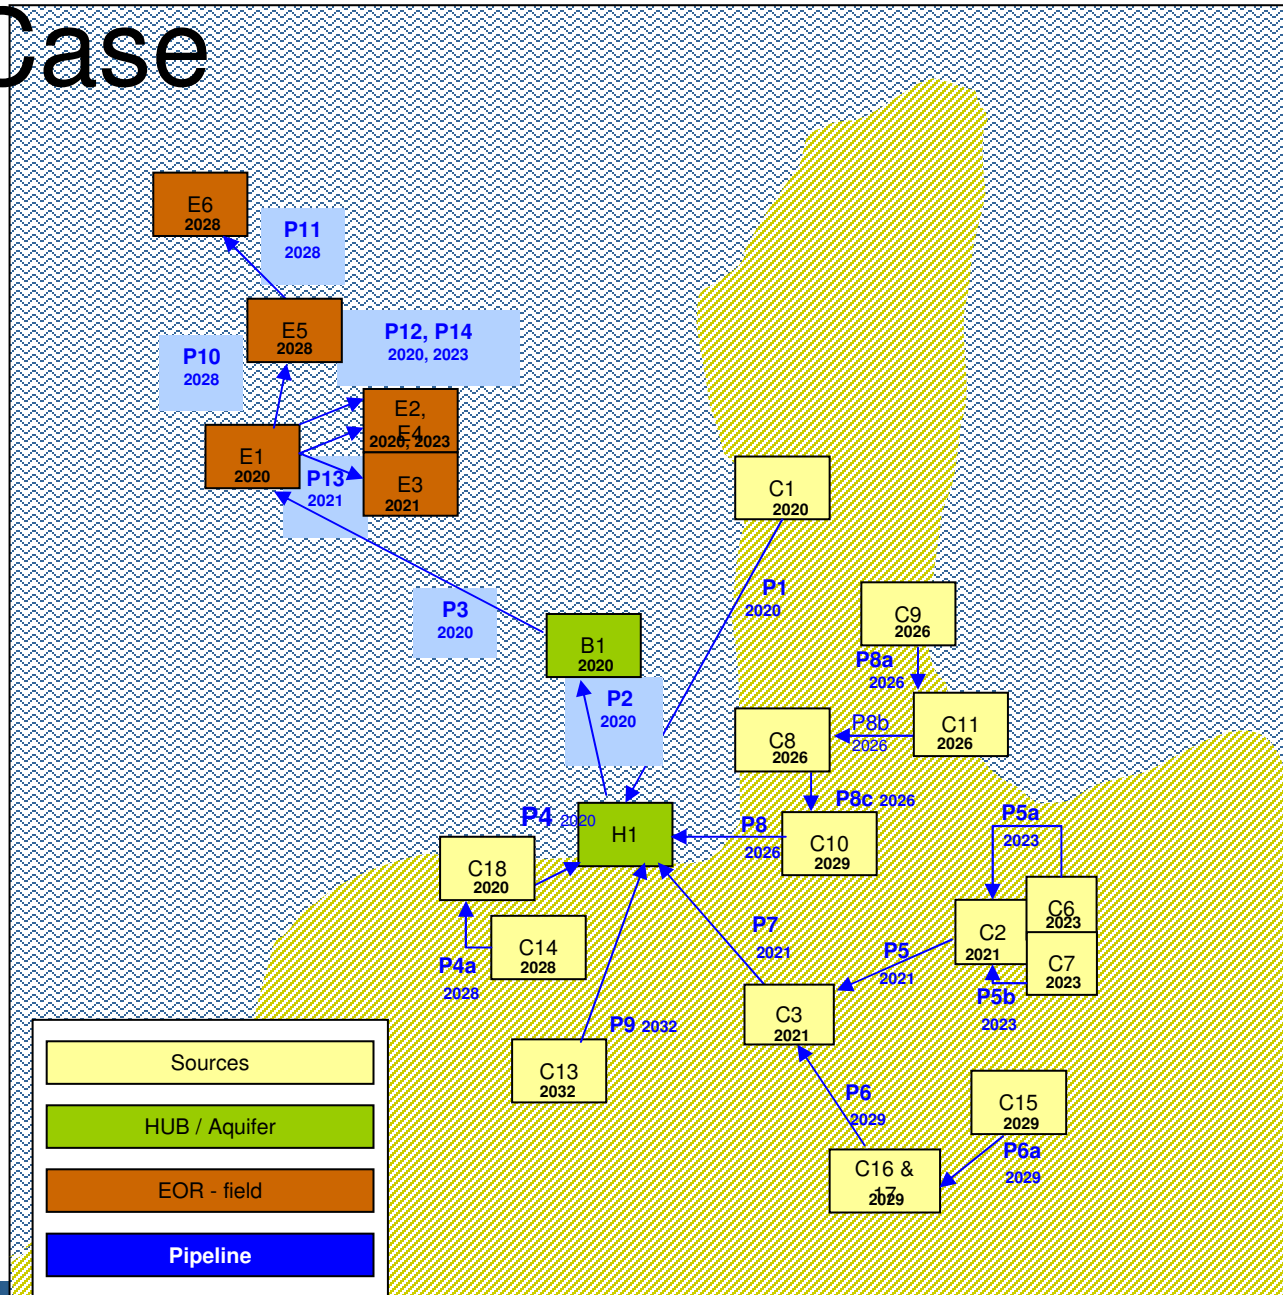 Case
E6
2028
P11
2028
E5
2028
P12, P14
2020, 2023
P10
2028
E2,
E4
2020, 2023
E1
2020
P13
2021
E3
2021
C1
2020
P1
2020
P3
2020
B1
2020
C9
2026
P8a
2026
P2
2020
C11
2026
P8b
2026
C8
2026
P8c 2026
P4 2020
H1
P8
2026
C10
2029
P5a
2023
C18
2020
C6
2023
C2
2021
C7
2023
P7
2021
P5
2021
C14
2028
P4a
2028
P5b
2023
C3
2021
P9 2032
C13
2032
P6
2029
C15
2029
P6a
2029
C16 &
17
2029
Sources
HUB / Aquifer
EOR - field
Pipeline